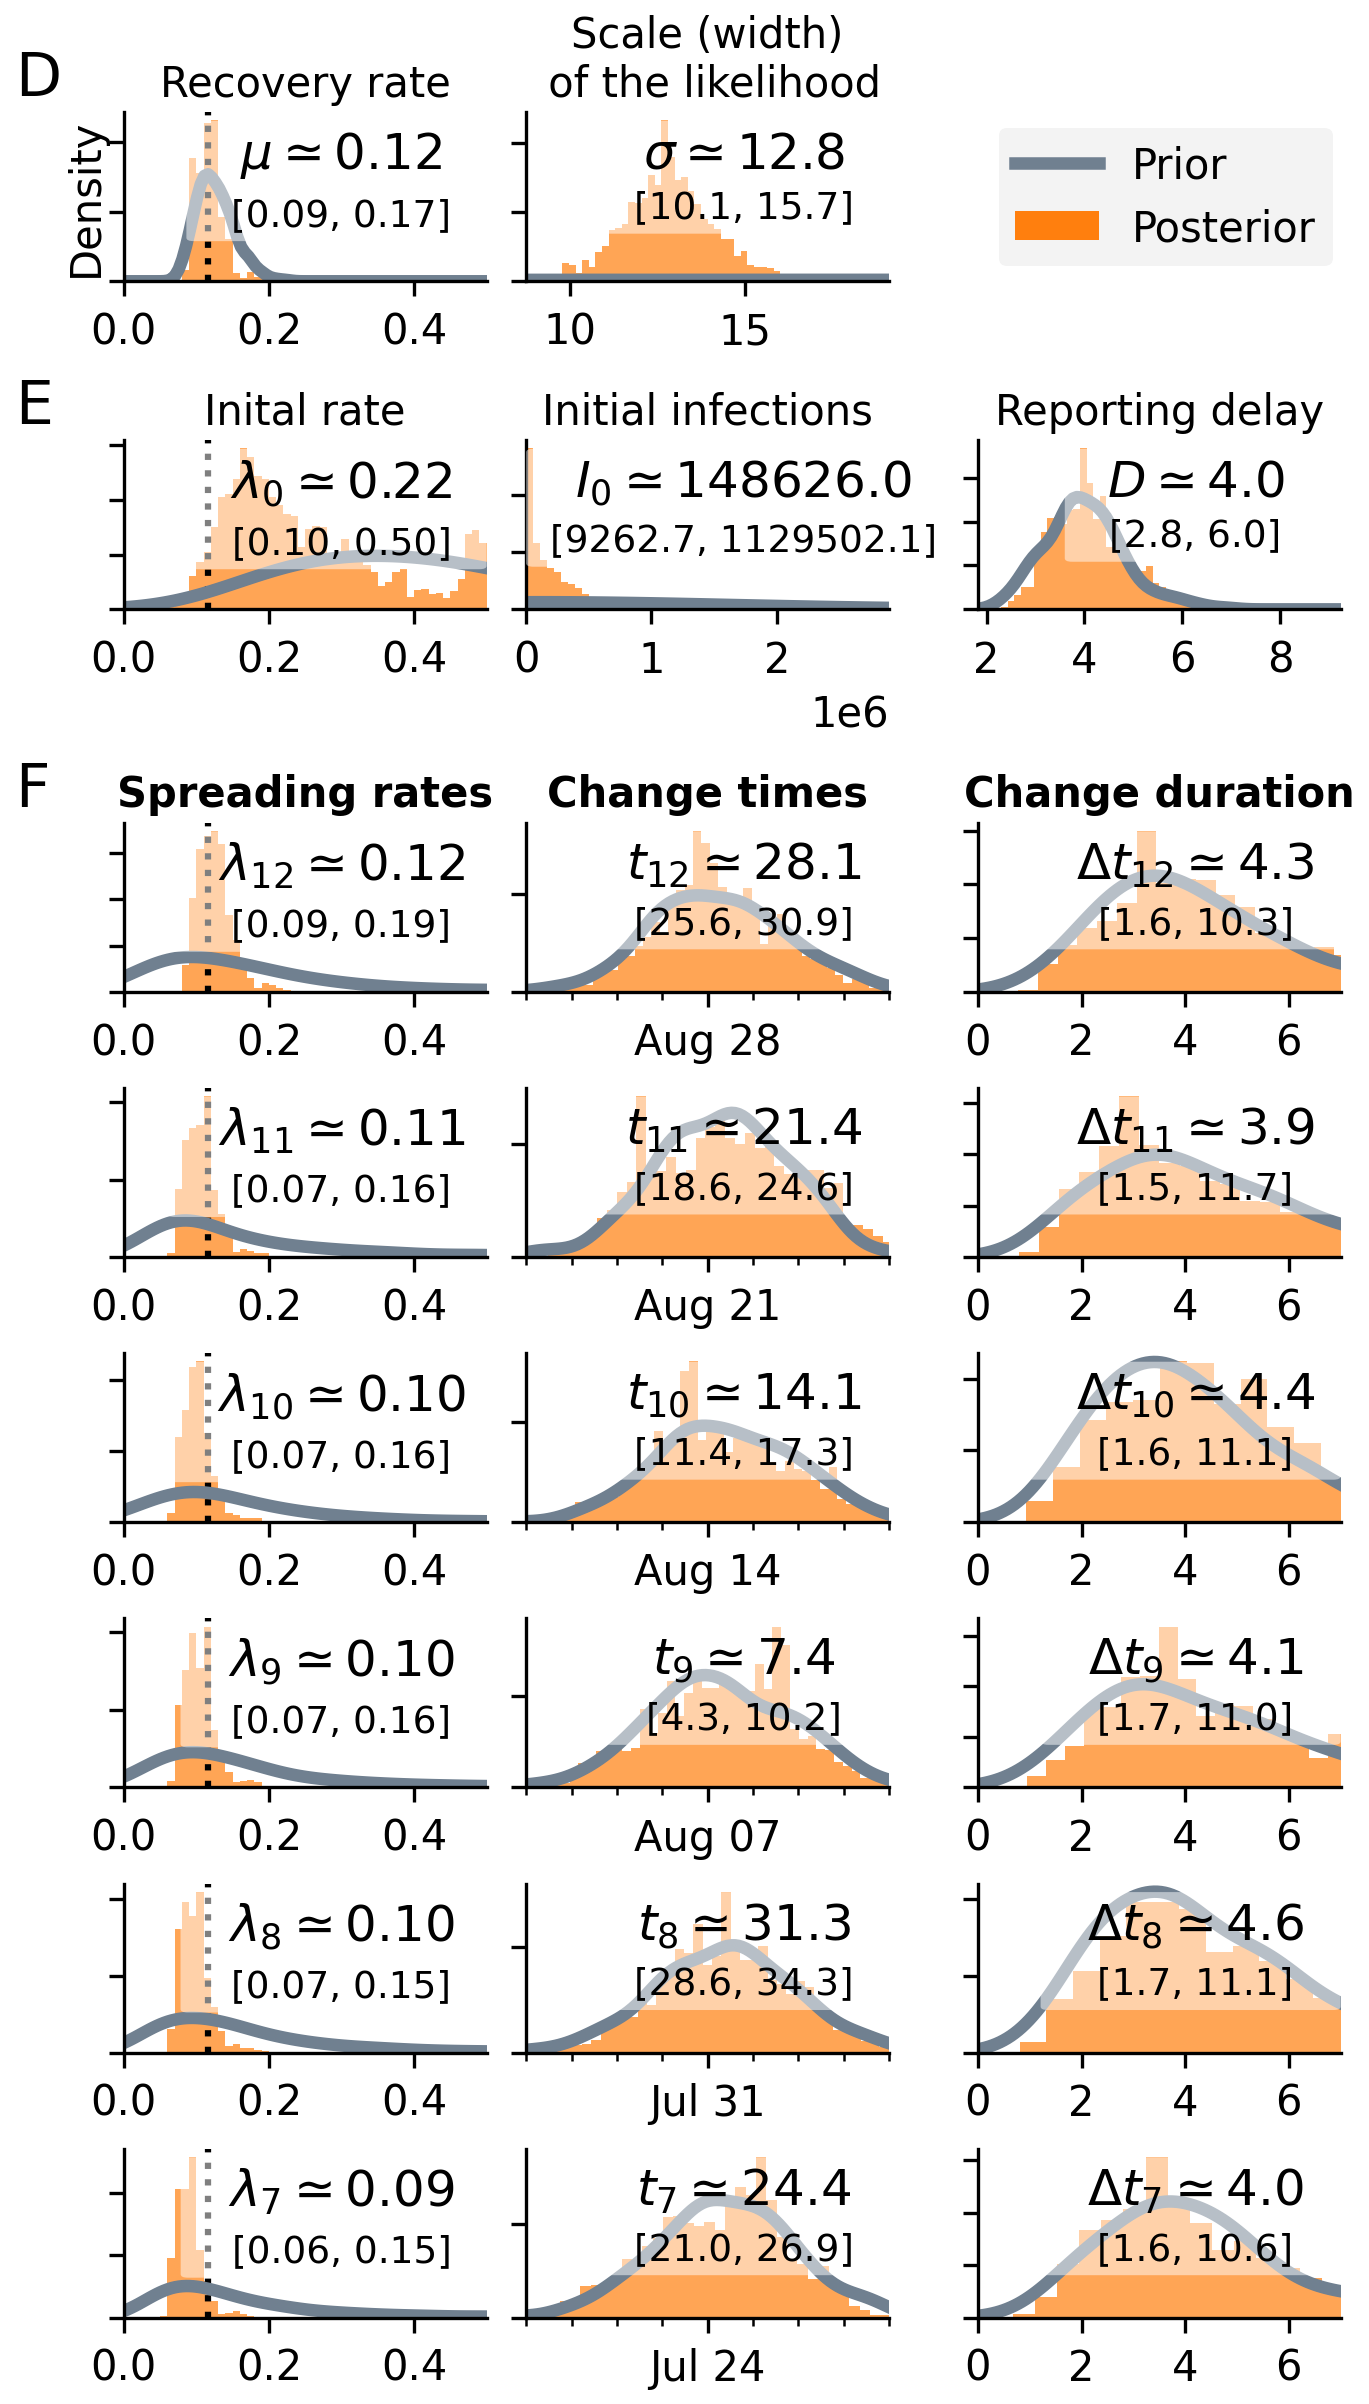 D
Recovery rate
Scale (width)
of the likelihood
Density
μ ≃ 0.12
[0.09, 0.17]
σ ≃ 12.8
[10.1, 15.7]
Prior
Posterior
0.0 0.2 0.4
10 15
E
Inital rate
Initial infections
Reporting delay
λ0 ≃ 0.22
[0.10, 0.50]
I0 ≃ 148626.0
[9262.7, 1129502.1]
D ≃ 4.0
[2.8, 6.0]
0.0 0.2 0.4
0 1 2
1e6
2 4 6 8
F
Spreading rates
Change times
Change duration
λ12 ≃ 0.12
[0.09, 0.19]
t12 ≃ 28.1
[25.6, 30.9]
Δt12 ≃ 4.3
[1.6, 10.3]
0.0 0.2 0.4
Aug 28
0 2 4 6
λ11 ≃ 0.11
[0.07, 0.16]
t11 ≃ 21.4
[18.6, 24.6]
Δt11 ≃ 3.9
[1.5, 11.7]
0.0 0.2 0.4
Aug 21
0 2 4 6
λ10 ≃ 0.10
[0.07, 0.16]
t10 ≃ 14.1
[11.4, 17.3]
Δt10 ≃ 4.4
[1.6, 11.1]
0.0 0.2 0.4
Aug 14
0 2 4 6
λ9 ≃ 0.10
[0.07, 0.16]
t9 ≃ 7.4
[4.3, 10.2]
Δt9 ≃ 4.1
[1.7, 11.0]
0.0 0.2 0.4
Aug 07
0 2 4 6
λ8 ≃ 0.10
[0.07, 0.15]
t8 ≃ 31.3
[28.6, 34.3]
Δt8 ≃ 4.6
[1.7, 11.1]
0.0 0.2 0.4
Jul 31
0 2 4 6
λ7 ≃ 0.09
[0.06, 0.15]
t7 ≃ 24.4
[21.0, 26.9]
Δt7 ≃ 4.0
[1.6, 10.6]
0.0 0.2 0.4
Jul 24
0 2 4 6